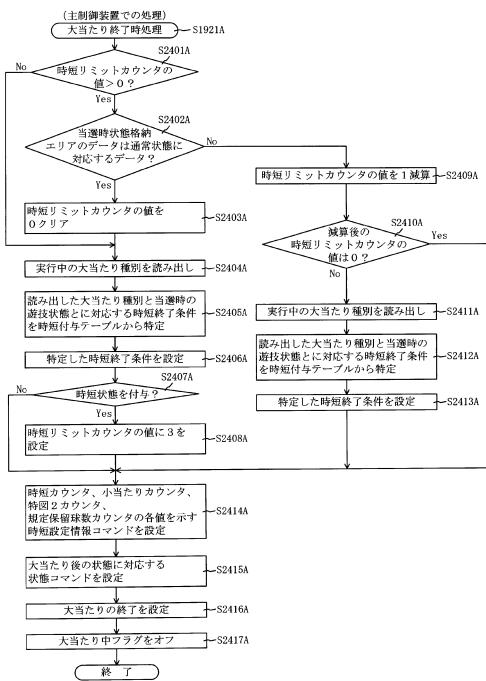 (主制御装置での処理)
大当たり終了時処理
S1921A
S2401A
時短リミットカウンタの
値>0?
No
Yes
S2402A
当選時状態格納
エリアのデータは通常状態に
対応するデータ?
No
Yes
時短リミットカウンタの値を
0クリア
S2403A
時短リミットカウンタの値を1減算
S2409A
S2410A
減算後の
時短リミットカウンタの
値は0?
Yes
No
実行中の大当たり種別を読み出し
S2404A
読み出した大当たり種別と当選時の
遊技状態とに対応する時短終了条件
を時短付与テーブルから特定
S2405A
特定した時短終了条件を設定
S2406A
S2407A
時短状態を付与?
No
Yes
時短リミットカウンタの値に3を
設定
S2408A
実行中の大当たり種別を読み出し
S2411A
読み出した大当たり種別と当選時の
遊技状態とに対応する時短終了条件
を時短付与テーブルから特定
S2412A
特定した時短終了条件を設定
S2413A
時短カウンタ、小当たりカウンタ、
特図2カウンタ、
規定保留球数カウンタの各値を示す
時短設定情報コマンドを設定
S2414A
大当たり後の状態に対応する
状態コマンドを設定
S2415A
大当たりの終了を設定
S2416A
大当たり中フラグをオフ
S2417A
終了